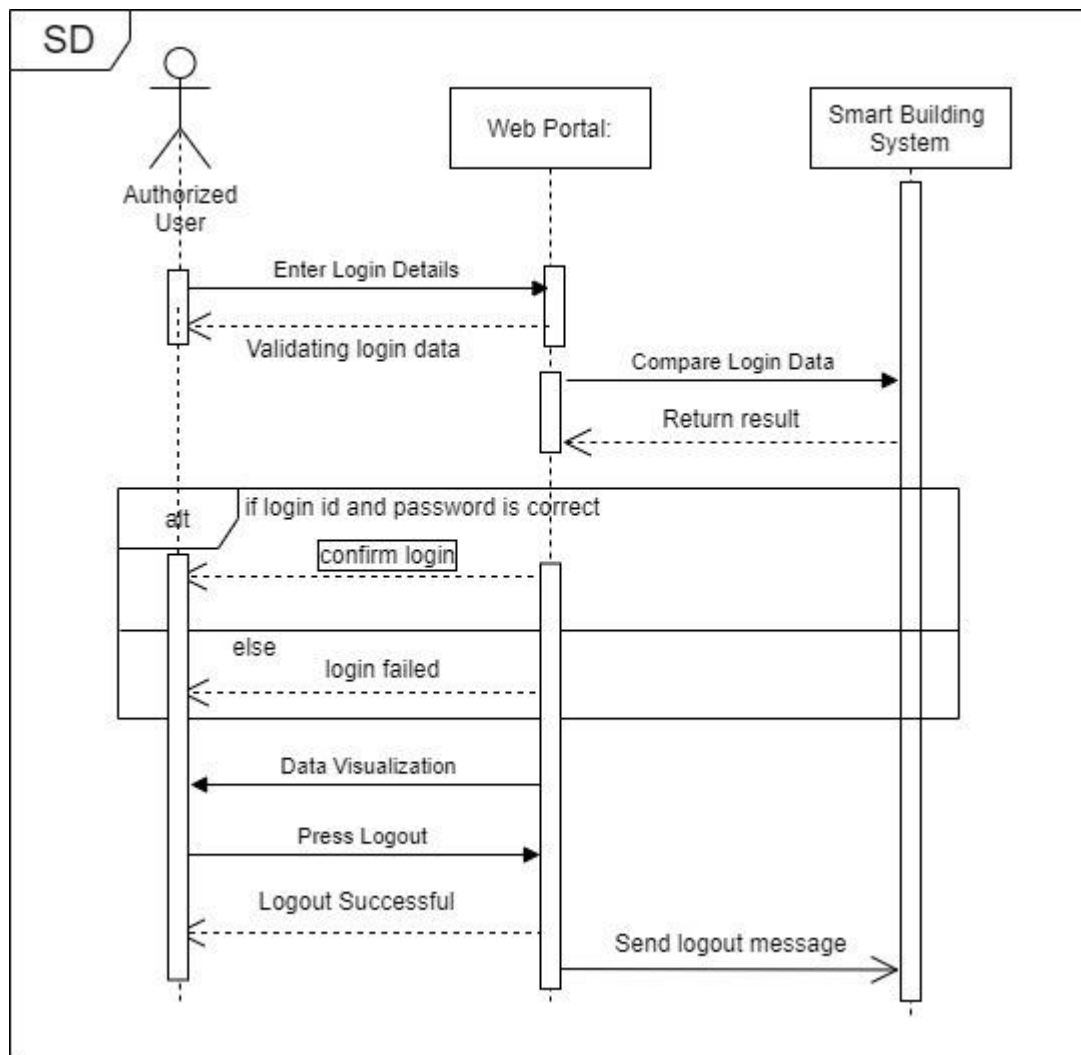 SD
Authorized
User
Web Portal:
Smart Building
System
Enter Login Details
Validating login data
Compare Login Data
Return result
alt
if login id and password is correct
confirm login
else
login failed
Data Visualization
Press Logout
Logout Successful
Send logout message